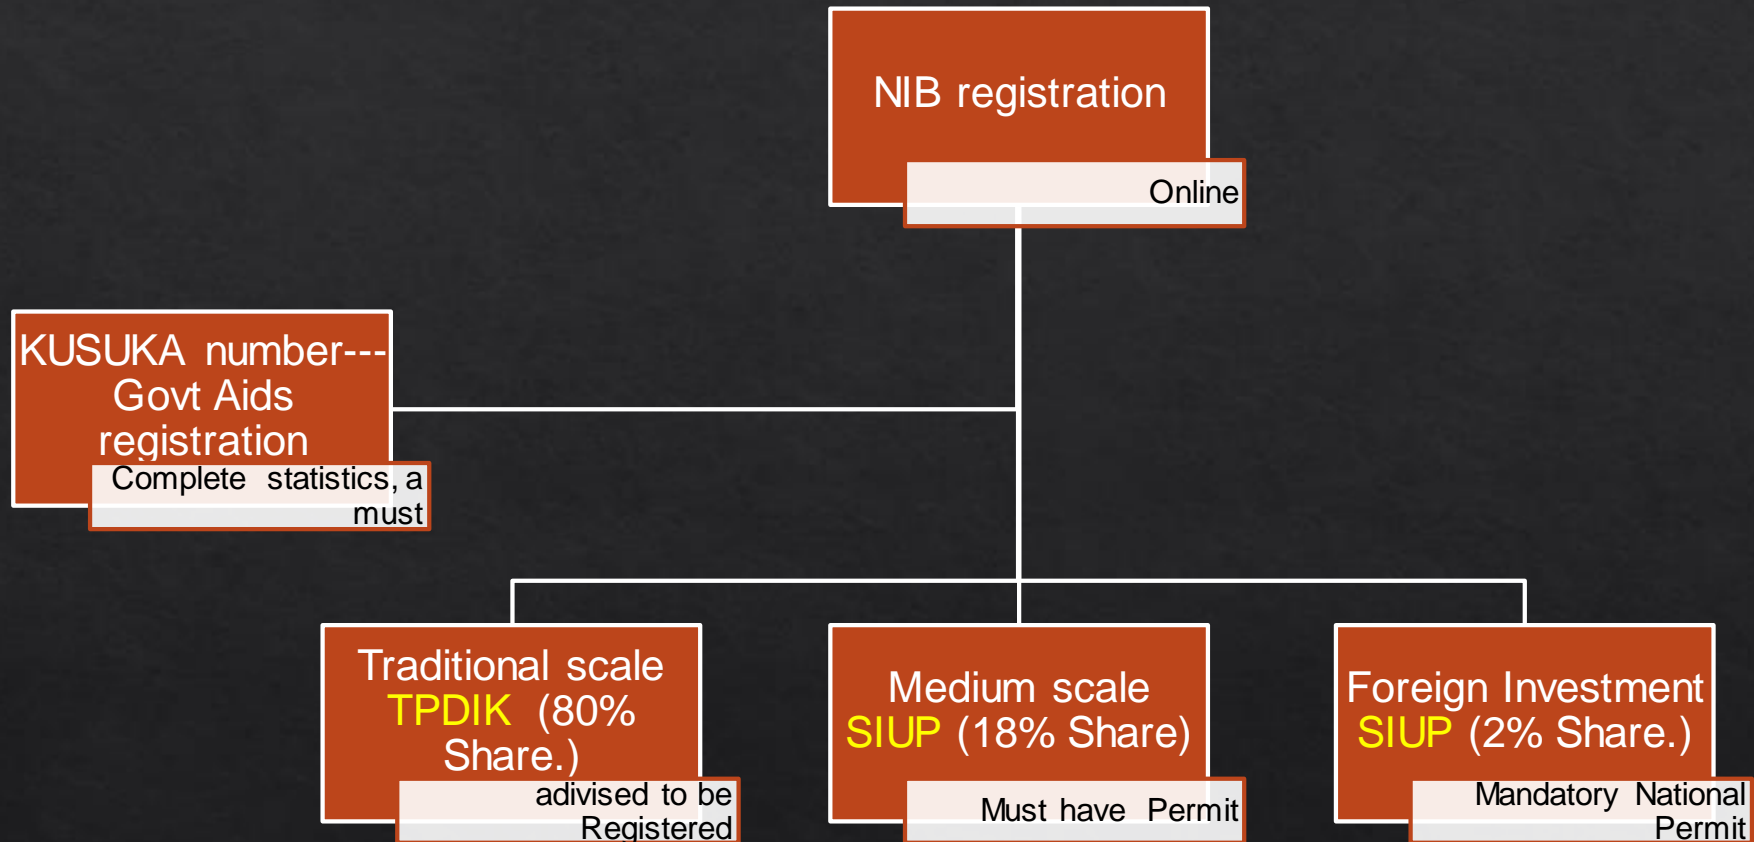 NIB registration
Online
KUSUKA number---
Govt Aids
registration
Complete statistics, a
must
Traditional scale
TPDIK (80%
Share.)
adivised to be
Registered
Medium scale
SIUP (18% Share)
Must have Permit
Foreign Investment
SIUP (2% Share.)
Mandatory National
Permit